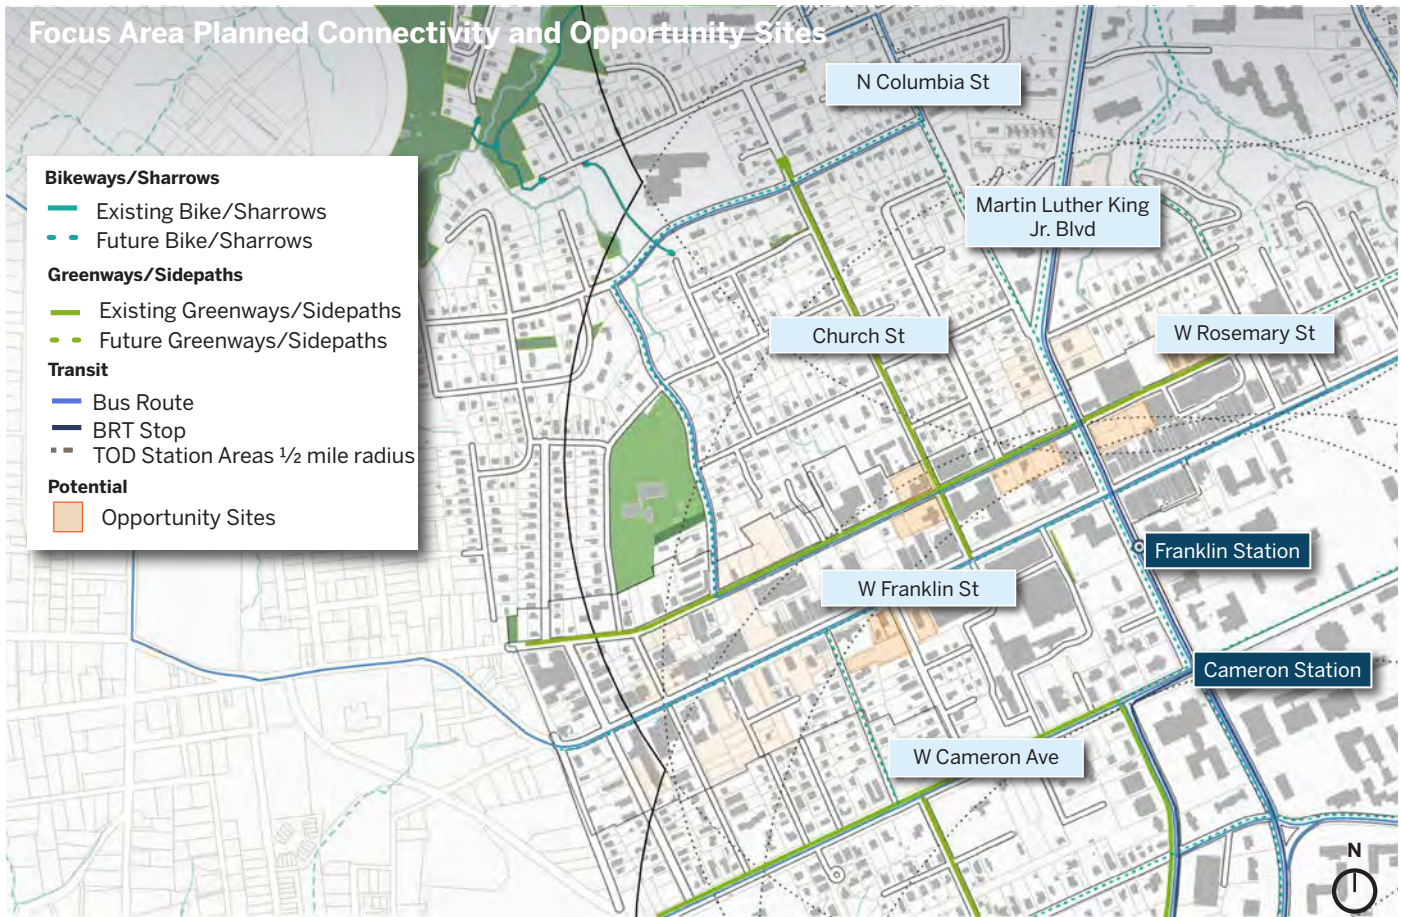 Focus Area Planned Connectivity and Opportunity Sites
N Columbia St
Bikeways/Sharrows
Existing Bike/Sharrows
Future Bike/Sharrows
Greenways/Sidepaths
Existing Greenways/Sidepaths
Future Greenways/Sidepaths
Transit
Bus Route
BRT Stop
TOD Station Areas ½ mile radius
Potential
Opportunity Sites
Martin Luther King
Jr. Blvd
Church St
W Rosemary St
Franklin Station
W Franklin St
Cameron Station
W Cameron Ave
N